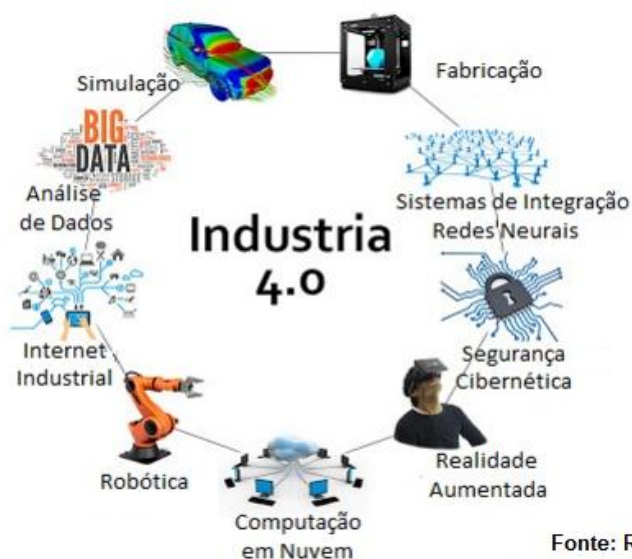 Simulação
Fabricação
BIG
DATA
Análise
de Dados
Sistemas de Integração
Redes Neurais
Industria
4.0
Internet
Industrial
Segurança
Cibernética
Robótica
Realidade
Aumentada
Computação
em Nuvem
Fonte: